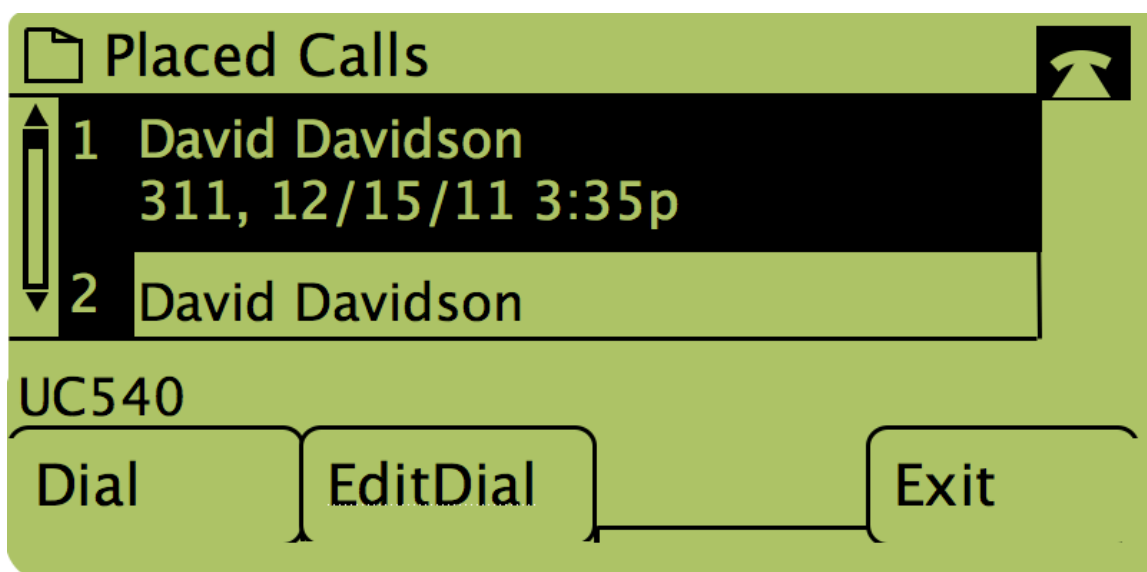 Placed Calls
1 David Davidson
311, 12/15/11 3:35p
2 David Davidson
UC540
Dial EditDial Exit